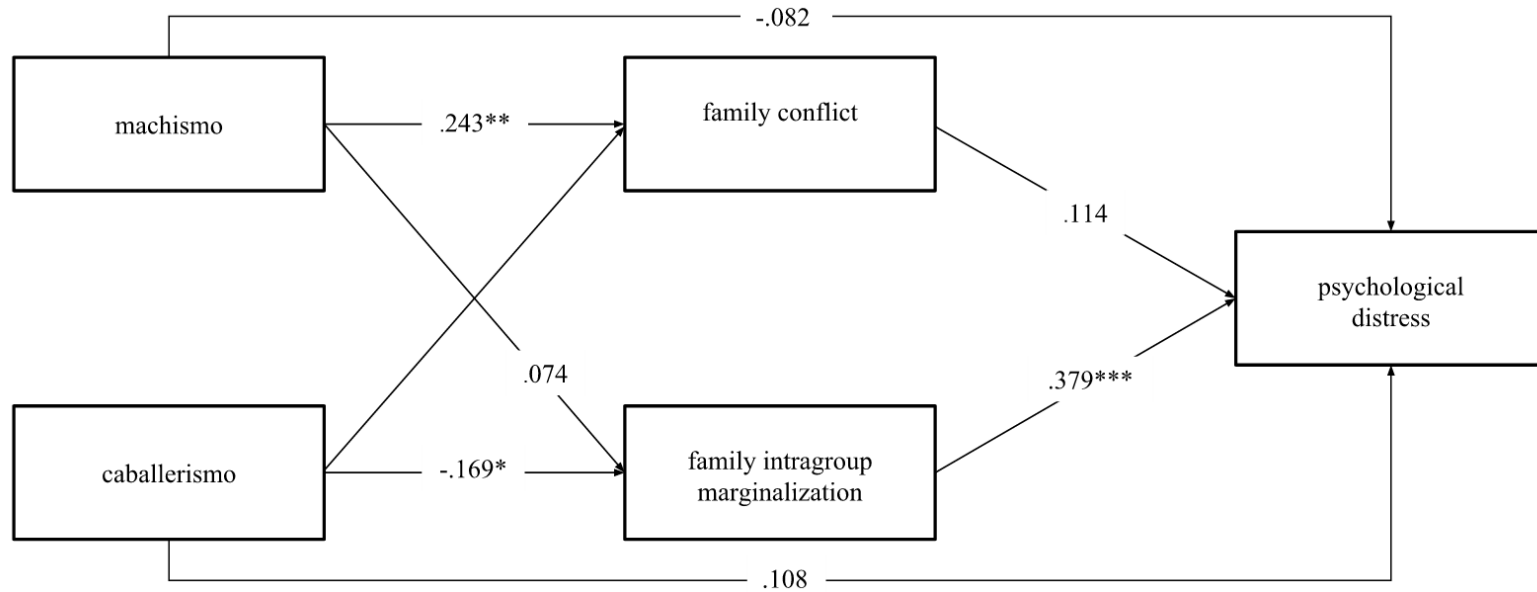 -.082
machismo
.243**
family conflict
.114
psychological
distress
.074
.379***
caballerismo
-.169*
family intragroup
marginalization
.108